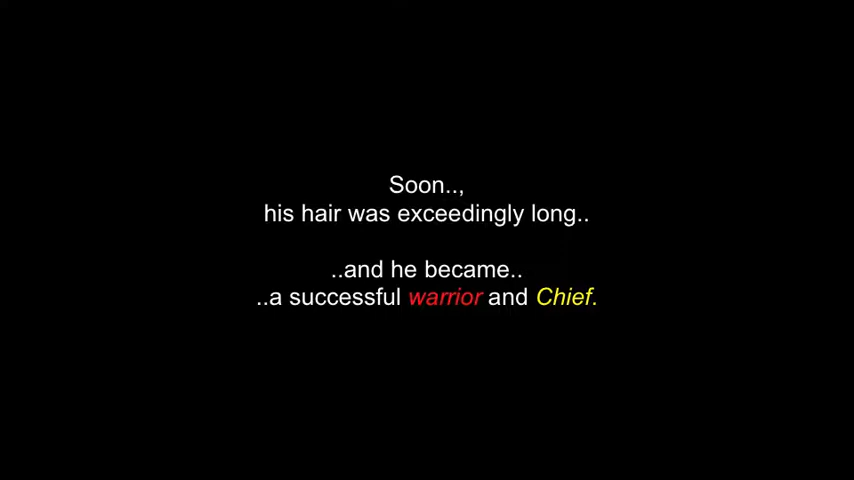 Soon..,
his hair was exceedingly long..
..and he became..
..a successful warrior and Chief.